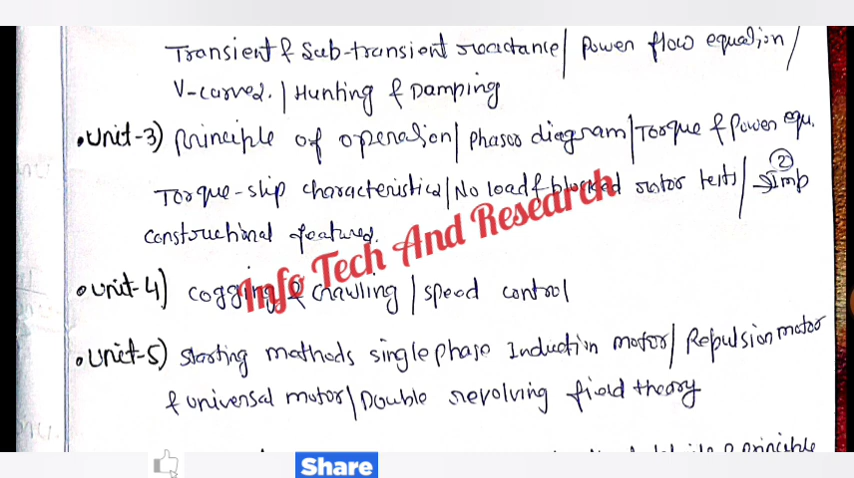 Transient & Sub-transient reactance/ Power flow equation/
V-curves./Hunting & Damping
•Unit-3) Principle of operation/ Phasor diagram/Torque & Power equ.
Torque-slip characteristics/No load & blocked rotor tests/ ② Simp
constructional features.
•Unit-4) Cogging & crawling/speed control
•Unit-5) Starting methods single phase Induction motor/ Repulsion motor
& universal motor/Double revolving field theory
principle
Info Tech And Research
Share